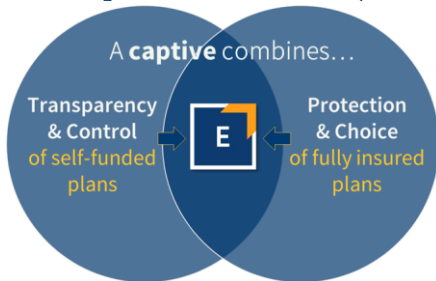 A captive combines...
Transparency
& Control
of self-funded
plans
E
Protection
& Choice
of fully insured
plans